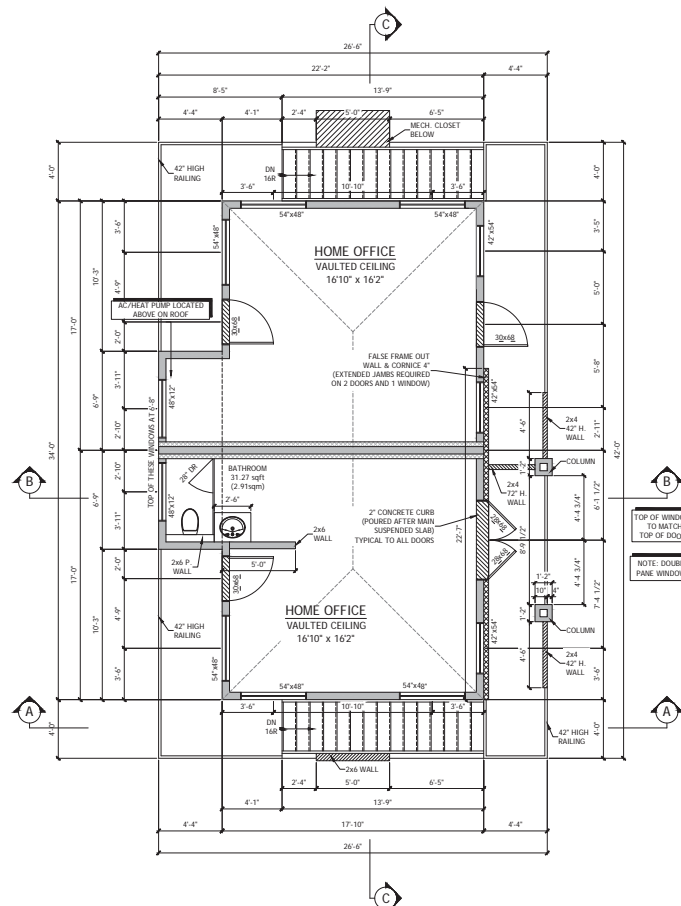 C
26'-6"
22'-2"
4'-4"
8'-5"
13'-9"
4'-4"
4'-1"
2'-4"
5'-0"
6'-5"
MECH. CLOSET
BELOW
4'-0"
42" HIGH
RAILING
DN
16R
4'-0"
3'-6"
10'-10"
3'-6"
54"x48"
54"x48"
3'-6"
54"x48"
42"x54"
3'-5"
HOME OFFICE
VAULTED CEILING
16'10" x 16'2"
10'-3"
4'-9"
5'-0"
17'-0"
AC/HEAT PUMP LOCATED
ABOVE ON ROOF
30x68
30x68
FALSE FRAME OUT
WALL & CORNICE 4"
(EXTENDED JAMBS REQUIRED
ON 2 DOORS AND 1 WINDOW)
5'-8"
3'-11"
48"x12"
42"x54"
6'-9"
2'-10"
TOP OF THESE WINDOWS AT 6'-8"
4'-6"
2x4
42" H.
WALL
2'-11"
34'-0"
42'-0"
B
2'-10"
28" DR
BATHROOM
31.27 sqft
(2.91sqm)
2'-6"
1'-2"
COLUMN
2x4
72" H.
WALL
B
6'-9"
48"x12"
3'-11"
2" CONCRETE CURB
(POURED AFTER MAIN
SUSPENDED SLAB)
TYPICAL TO ALL DOORS
22'-7"
28x68
28x68
8'-9 1/2"
4'-4 3/4"
6'-1 1/2"
TOP OF WIND
TO MATCH
TOP OF DOO
2x6
WALL
2x6 P.
WALL
5'-0"
2'-0"
30x68
NOTE: DOUBL
PANE WINDOW
17'-0"
10'-3"
4'-9"
4'-4 3/4"
7'-4 1/2"
1'-2"
10"
4"
1'-2"
COLUMN
42" HIGH
RAILING
HOME OFFICE
VAULTED CEILING
16'10" x 16'2"
42"x54"
4'-6"
2x4
42" H.
WALL
3'-6"
54"x48"
54"x48"
54"x48"
3'-6"
A
3'-6"
10'-10"
3'-6"
A
4'-0"
DN
16R
42" HIGH
RAILING
4'-0"
2x6 WALL
2'-4"
5'-0"
6'-5"
4'-1"
13'-9"
4'-4"
17'-10"
4'-4"
26'-6"
C